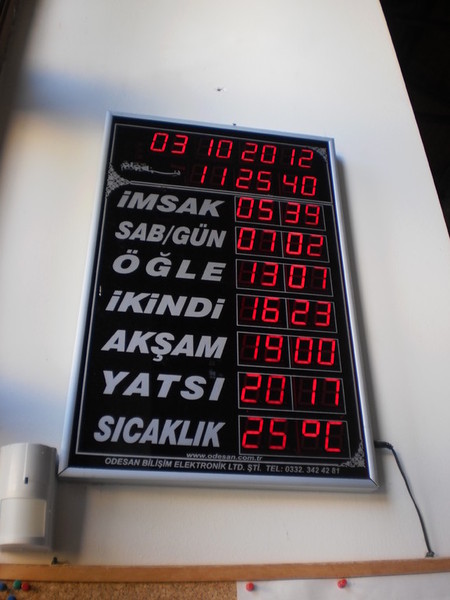 03 10 2012
11 25 40
İMSAK 05 39
SAB/GÜN 07 02
ÖĞLE 13 07
İKİNDİ 16 23
AKŞAM 19 00
YATSI 20 17
SICAKLIK 25 ºC
www.odesan.com.tr
ODESAN BİLİŞİM ELEKTRONİK LTD. ŞTİ. TEL: 0332. 342 42 81